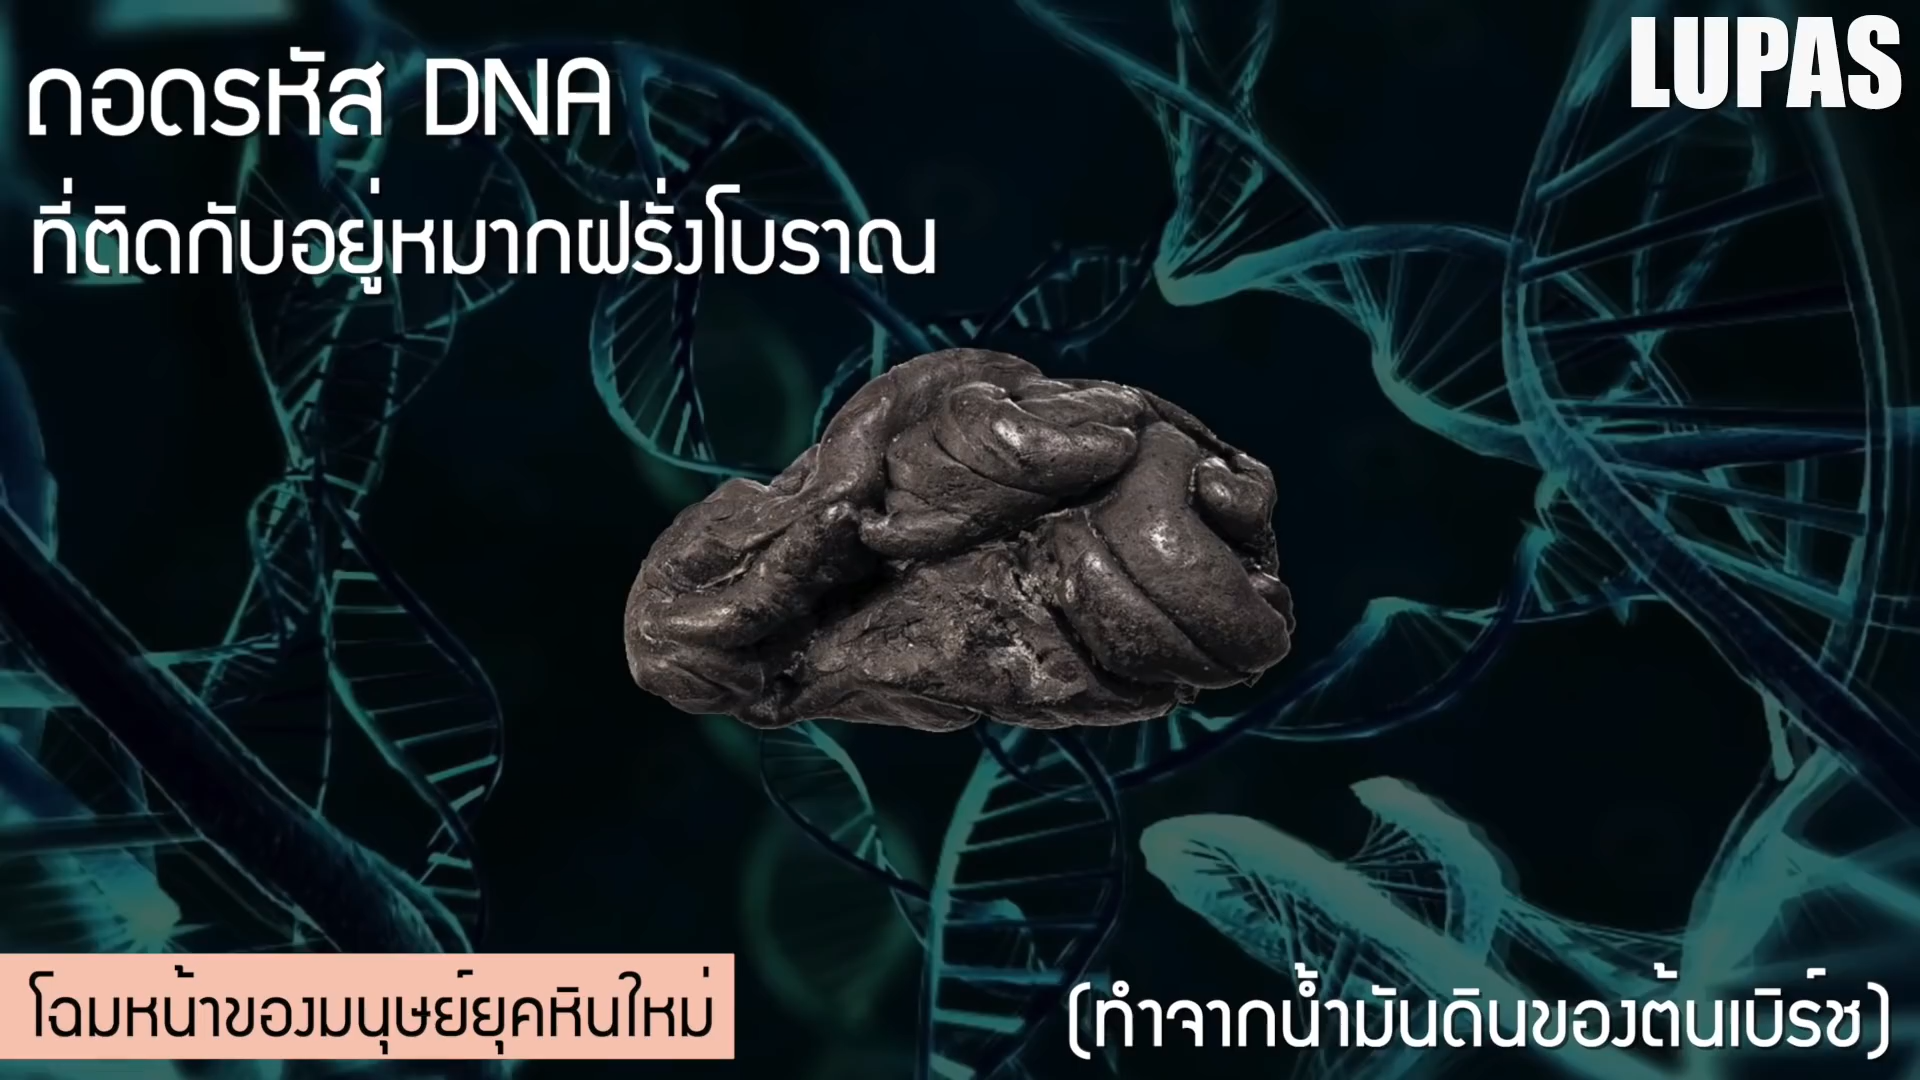 LUPAS
ถอดรหัส DNA
ที่ติดกับอยู่หมากฝรั่งโบราณ
โฉมหน้าของมนุษย์ยุคหินใหม่
(ทำจากน้ำมันดินของต้นเบิร์ช)